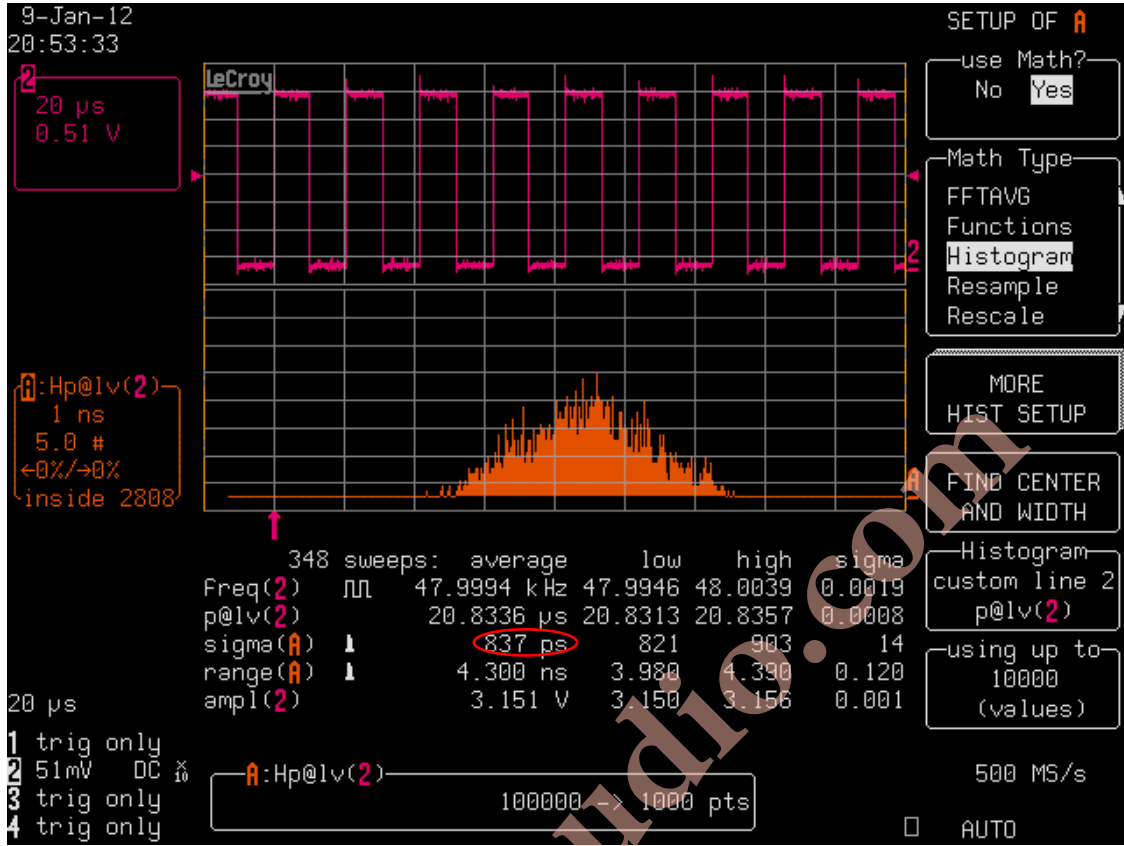 9-Jan-12
20:53:33
2
20 µs
0.51 V
LeCroy
2
A:Hp@lv(2)
1 ns
5.0 #
←0%/→0%
inside 2808
A
348 sweeps: average low high sigma
freq(2) 47.9994 kHz 47.9946 48.0039 0.0019
p@lv(2) 20.8336 µs 20.8313 20.8357 0.0008
sigma(A) 837 ps 821 903 14
range(A) 4.300 ns 3.980 4.390 0.120
ampl(2) 3.151 V 3.150 3.156 0.001
20 µs
1 trig only
2 51mV DC x10
3 trig only
4 trig only
A:Hp@lv(2)
100000 -> 1000 pts
SETUP OF A
use Math?
No Yes
Math Type
FFTAVG
Functions
Histogram
Resample
Rescale
MORE
HIST SETUP
FIND CENTER
AND WIDTH
Histogram
custom line 2
p@lv(2)
using up to
10000
(values)
500 MS/s
AUTO
udio.com